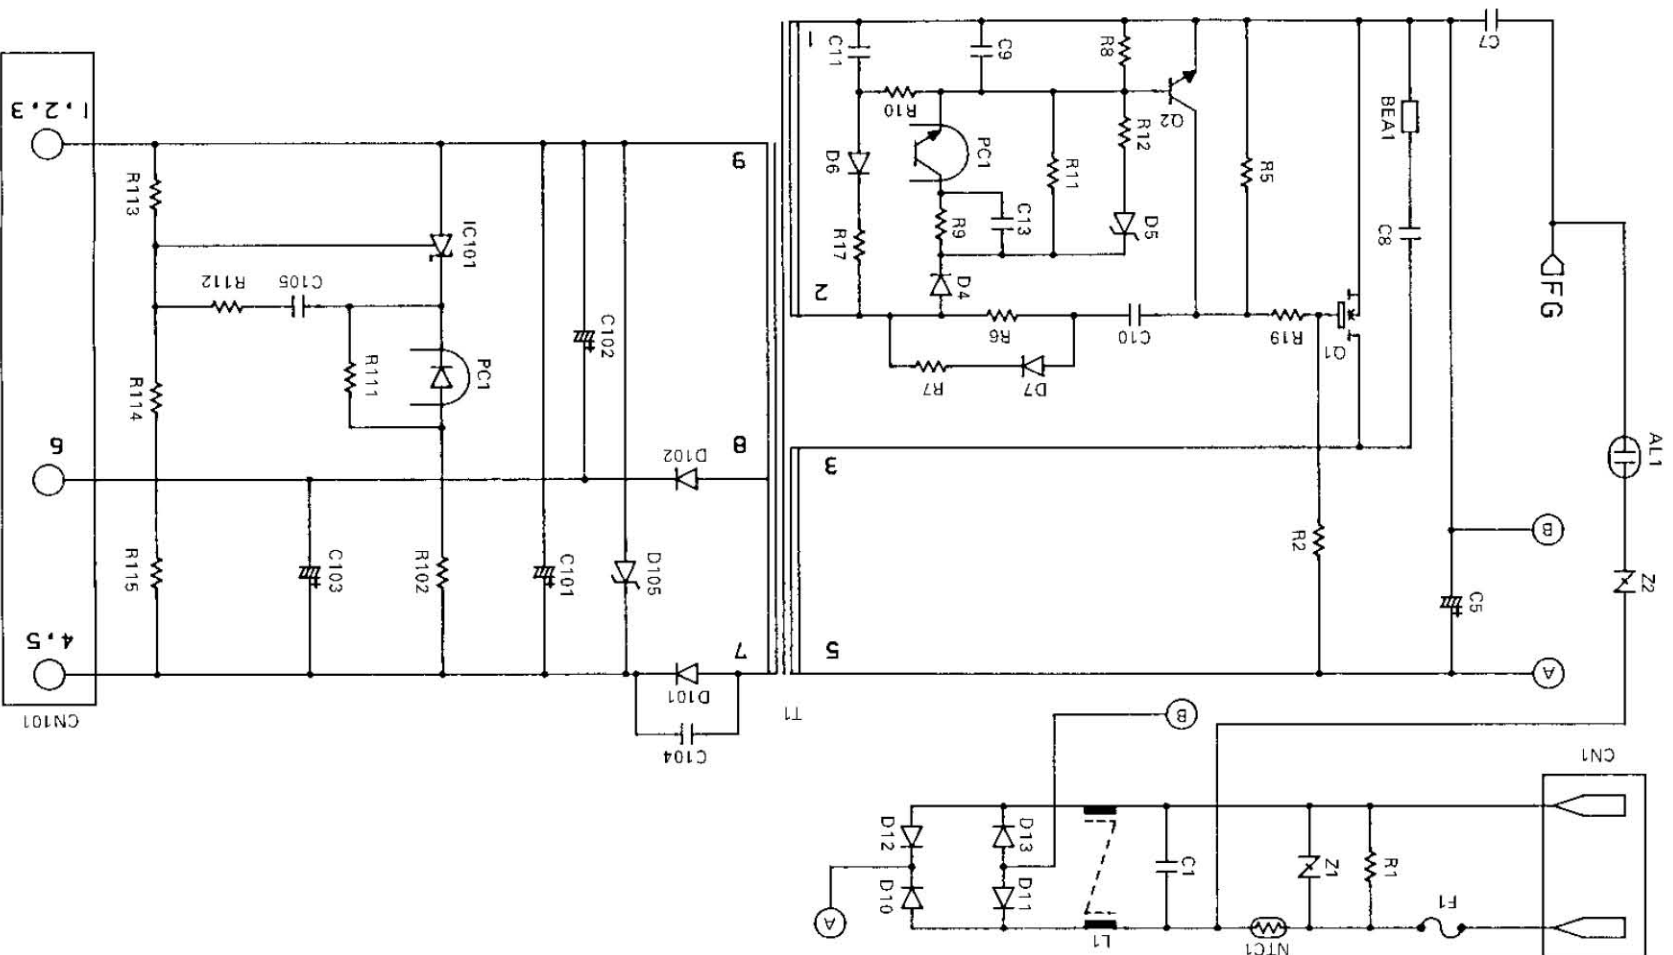 1,2,3
R113
R112
C105
IC101
R114
R111
PC1
6
R115
C103
R102
C101
D105
C102
4,5
CN101
9
8
D102
7
D101
C104
T1
1
C11
R10
C9
R8
Q2
D6
PC1
R11
R12
R5
BEA1
C7
R17
R9
C13
D5
C8
FG
2
D4
R6
C10
R19
Q1
R7
D7
3
R2
B
C5
AL1
Z2
5
A
B
CN1
D12
D13
C1
Z1
R1
D10
D11
F1
A
L1
NTC1